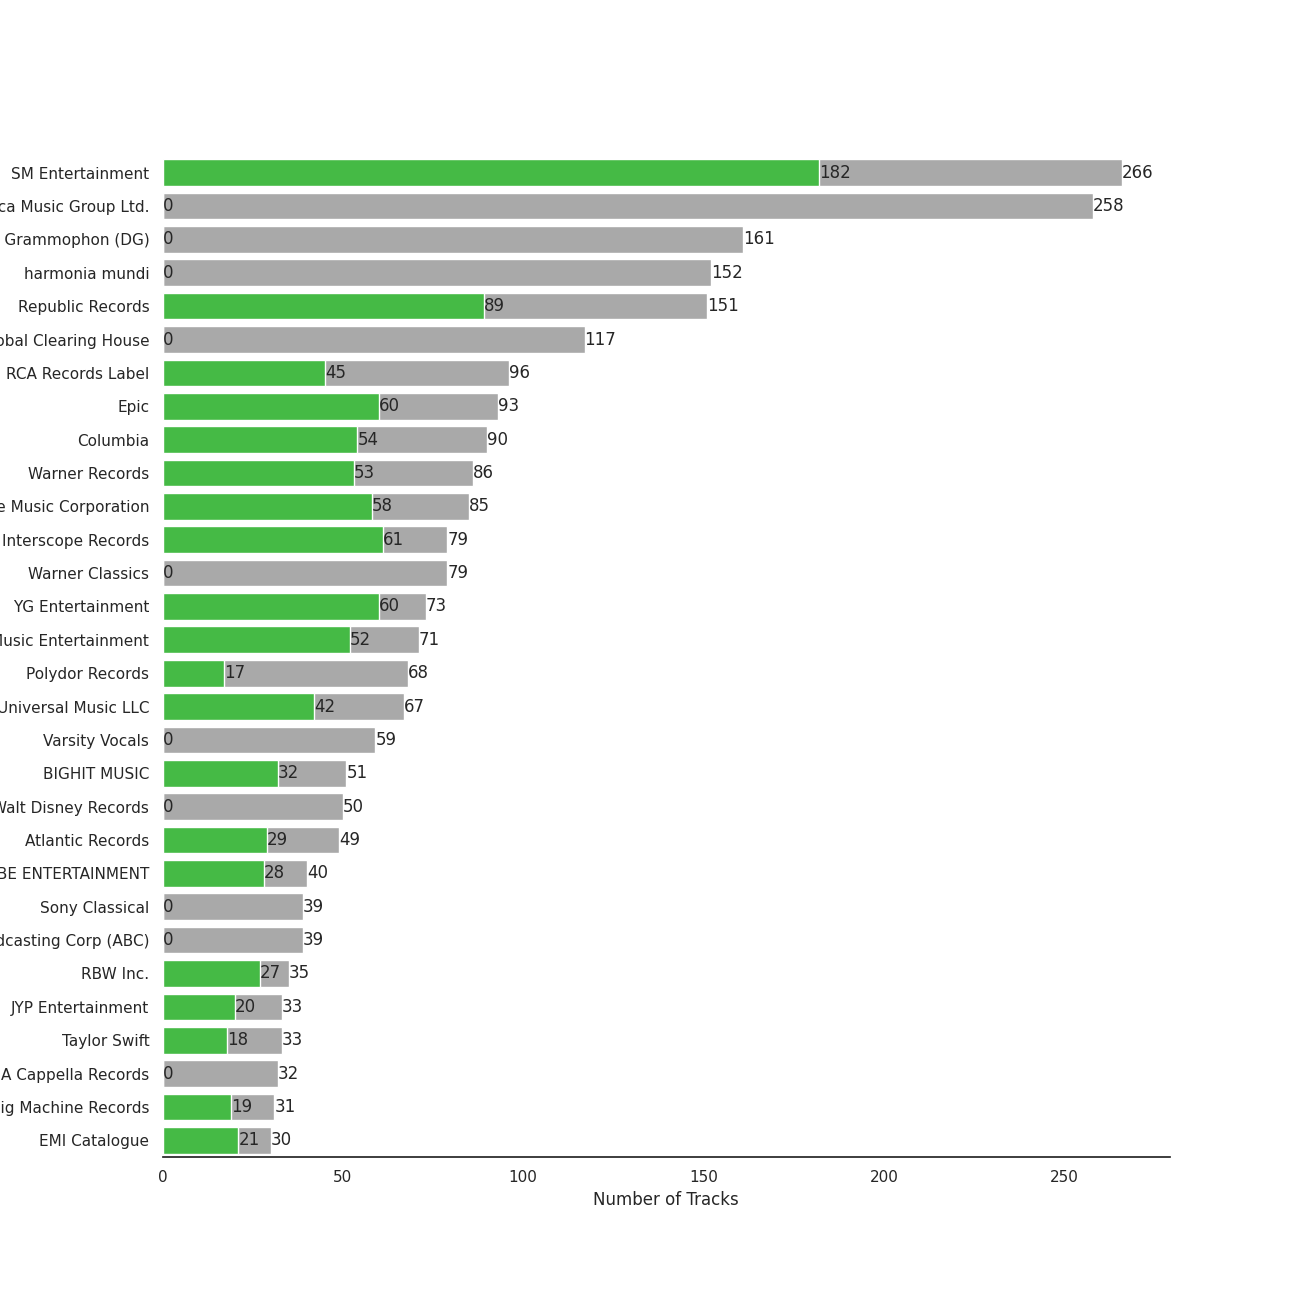 SM Entertainment 182 266
ca Music Group Ltd. 0 258
Grammophon (DG) 0 161
harmonia mundi 0 152
Republic Records 89 151
obal Clearing House 0 117
RCA Records Label 45 96
Epic 60 93
Columbia 54 90
Warner Records 53 86
e Music Corporation 58 85
Interscope Records 61 79
Warner Classics 0 79
YG Entertainment 60 73
Music Entertainment 52 71
Polydor Records 17 68
Universal Music LLC 42 67
Varsity Vocals 0 59
BIGHIT MUSIC 32 51
Walt Disney Records 0 50
Atlantic Records 29 49
BE ENTERTAINMENT 28 40
Sony Classical 0 39
dcasting Corp (ABC) 0 39
RBW Inc. 27 35
JYP Entertainment 20 33
Taylor Swift 18 33
A Cappella Records 0 32
ig Machine Records 19 31
EMI Catalogue 21 30
0 50 100 150 200 250
Number of Tracks